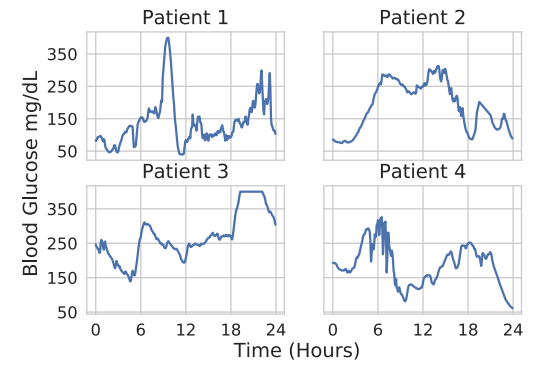 Patient 1
Patient 2
350
250
150
50
Patient 3
Patient 4
350
250
150
50
0 6 12 18 24
0 6 12 18 24
Blood Glucose mg/dL
Time (Hours)